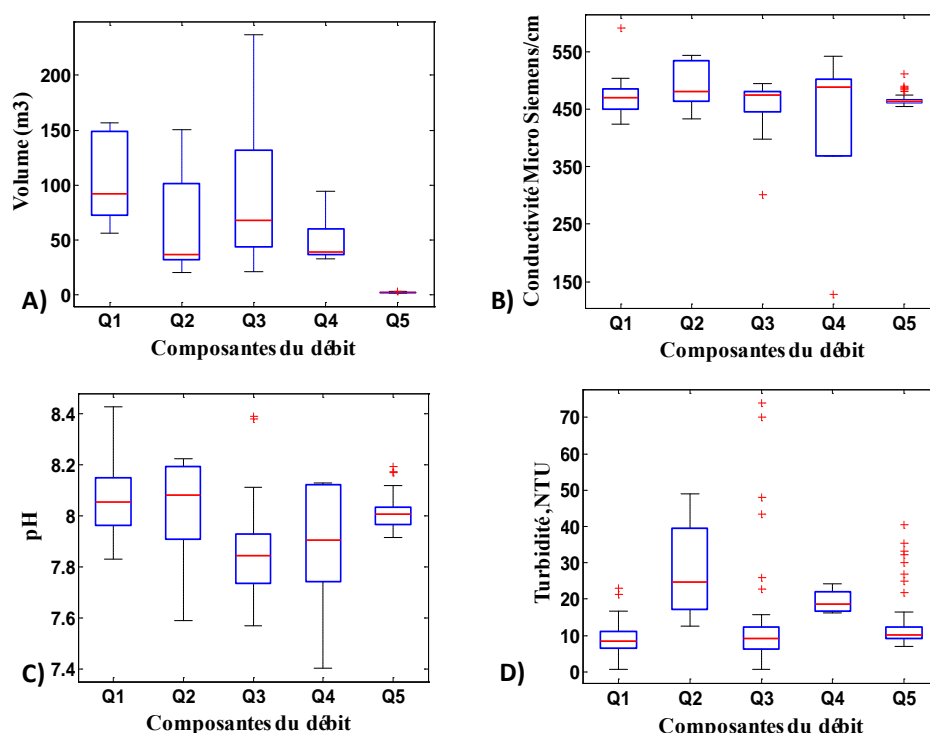 Volume (m3)
200
150
100
50
0
A)
Q1 Q2 Q3 Q4 Q5
Composantes du débit
Conductivité Micro Siemens/cm
550
450
350
250
150
B)
Q1 Q2 Q3 Q4 Q5
Composantes du débit
pH
8.4
8.2
8
7.8
7.6
7.4
C)
Q1 Q2 Q3 Q4 Q5
Composantes du débit
Turbidité,NTU
70
60
50
40
30
20
10
0
D)
Q1 Q2 Q3 Q4 Q5
Composantes du débit